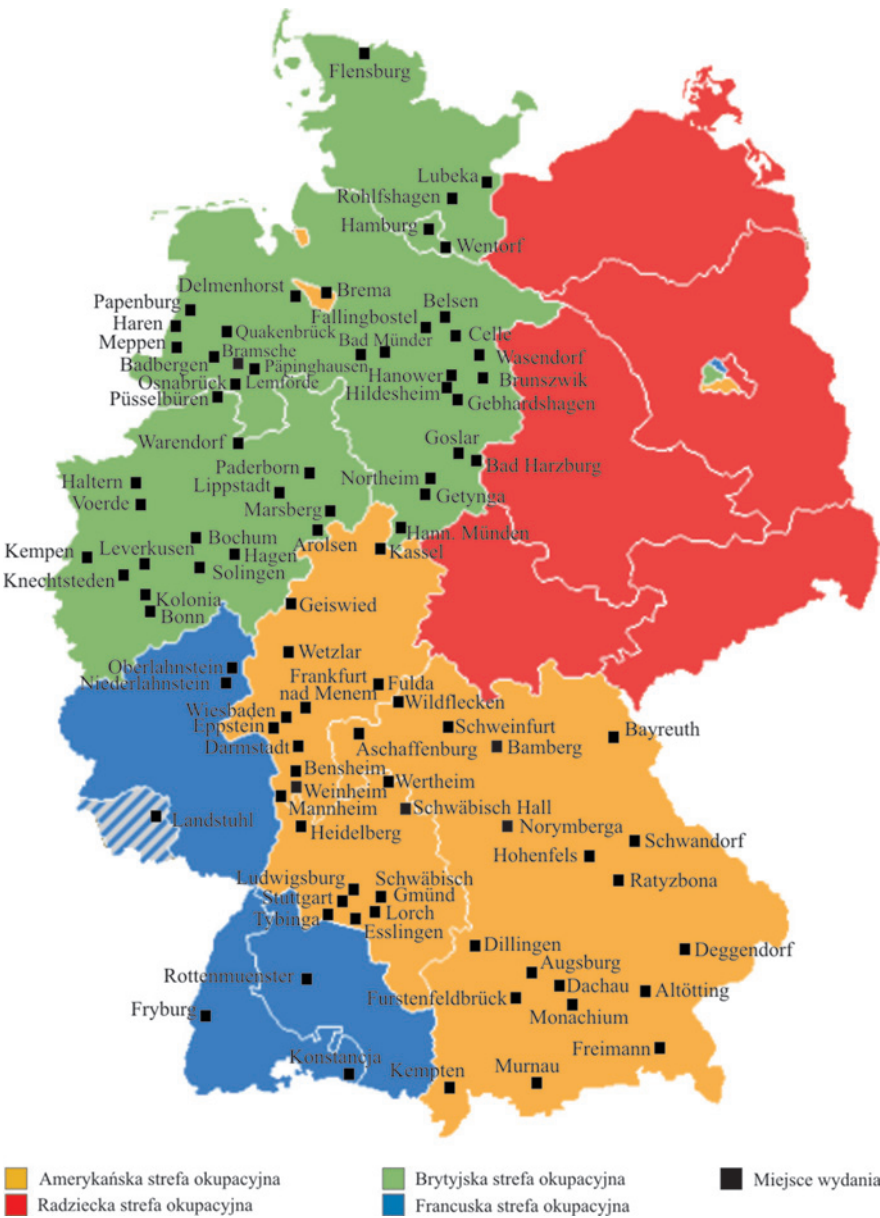 Flensburg
Lubeka
Rohlfshagen
Hamburg
Wentorf
Delmenhorst
Brema
Papenburg
Fallingbostel
Belsen
Haren
Quakenbrück
Celle
Meppen
Bramsche
Bad Münder
Wasendorf
Badbergen
Päpinghausen
Hanower
Brunszwik
Osnabrück
Lemförde
Hildesheim
Püsselbüren
Gebhardshagen
Warendorf
Goslar
Paderborn
Bad Harzburg
Haltern
Lippstadt
Northeim
Voerde
Getynga
Marsberg
Bochum
Arolsen
Hann. Münden
Kempen
Leverkusen
Hagen
Kassel
Knechtsteden
Solingen
Kolonia
Geiswied
Bonn
Wetzlar
Oberlahnstein
Frankfurt
nad Menem
Fulda
Niederlahnstein
Wildflecken
Wiesbaden
Eppstein
Schweinfurt
Bayreuth
Darmstadt
Aschaffenburg
Bamberg
Bensheim
Wertheim
Weinheim
Mannheim
Schwäbisch Hall
Landstuhl
Heidelberg
Norymberga
Schwandorf
Hohenfels
Ratyzbona
Ludwigsburg
Schwäbisch
Gmünd
Stuttgart
Lorch
Tybinga
Esslingen
Dillingen
Deggendorf
Augsburg
Rottenmuenster
Dachau
Altötting
Furstenfeldbrück
Fryburg
Monachium
Freimann
Konstancja
Kempten
Murnau
Amerykańska strefa okupacyjna
Brytyjska strefa okupacyjna
Miejsce wydania
Radziecka strefa okupacyjna
Francuska strefa okupacyjna